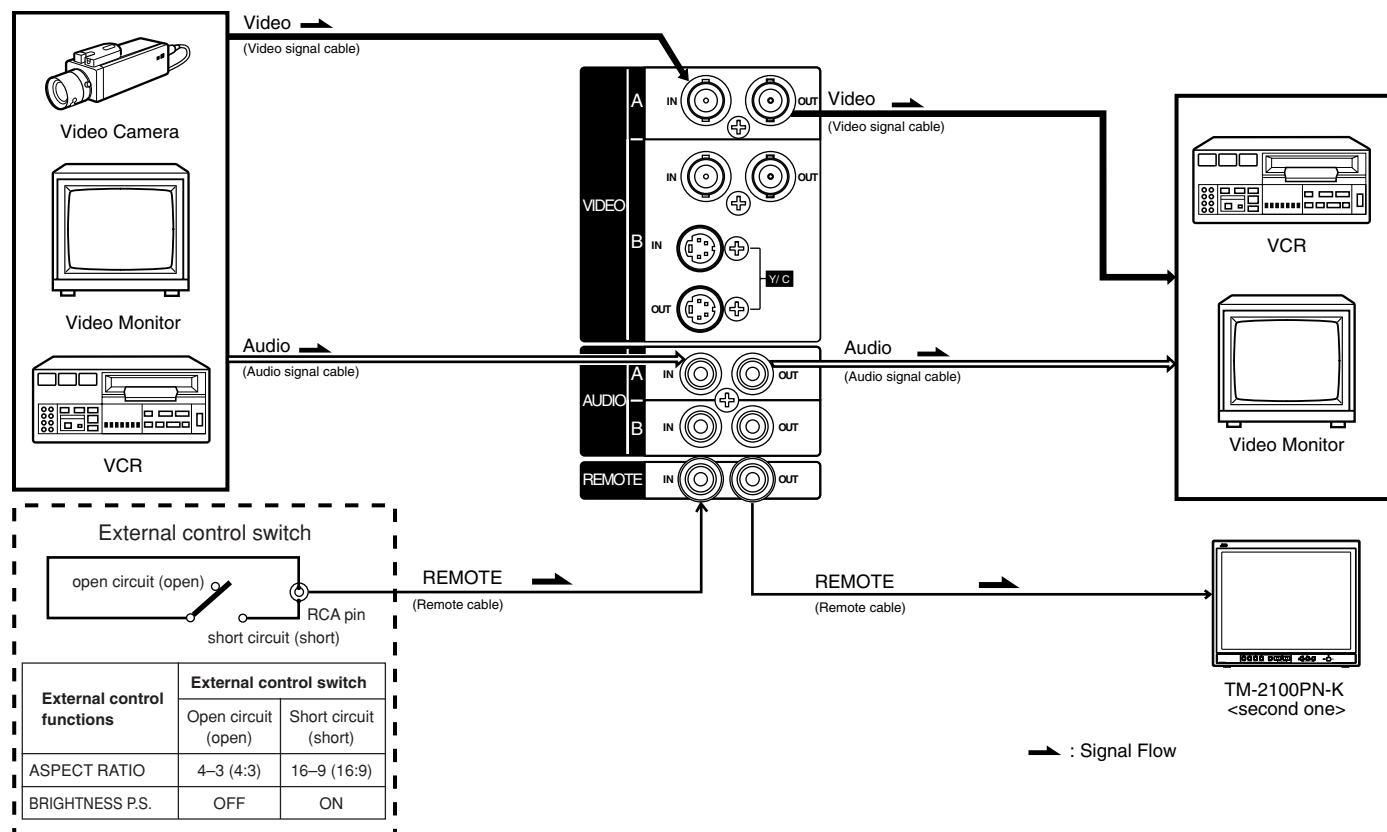 Video
(Video signal cable)
Video Camera
Video Monitor
Audio
(Audio signal cable)
VCR
VIDEO
A
IN
OUT
B
IN
OUT
IN
OUT
Y/C
AUDIO
A
IN
OUT
B
IN
OUT
REMOTE
IN
OUT
Video
(Video signal cable)
Audio
(Audio signal cable)
VCR
Video Monitor
External control switch
open circuit (open)
RCA pin
short circuit (short)
REMOTE
(Remote cable)
REMOTE
(Remote cable)
TM-2100PN-K
<second one>
External control functions
External control switch
Open circuit (open)
Short circuit (short)
ASPECT RATIO
4–3 (4:3)
16–9 (16:9)
BRIGHTNESS P.S.
OFF
ON
: Signal Flow